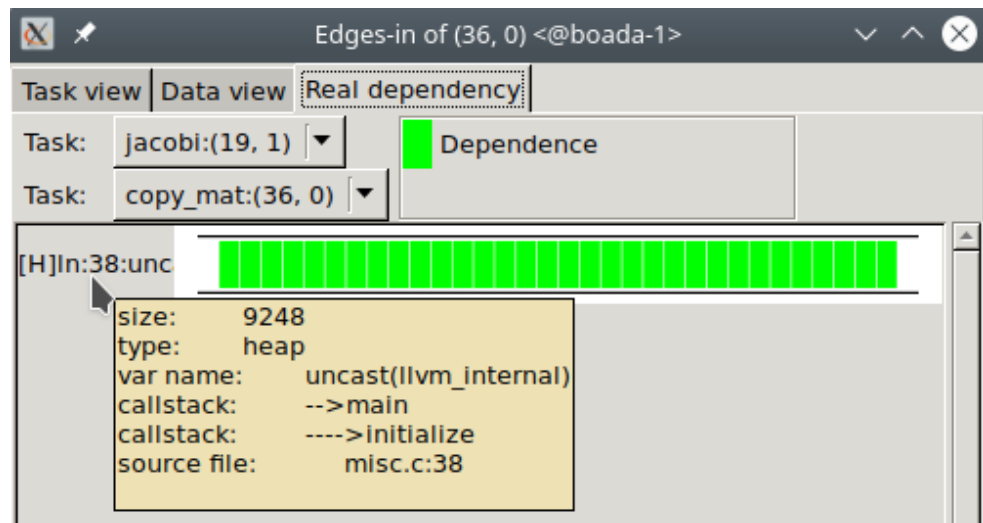 Edges-in of (36, 0) <@boada-1>
Task view Data view Real dependency
Task: jacobi:(19, 1) Dependence
Task: copy_mat:(36, 0)
[H]In:38:unc
size: 9248
type: heap
var name: uncast(llvm_internal)
callstack: -->main
callstack: ---->initialize
source file: misc.c:38